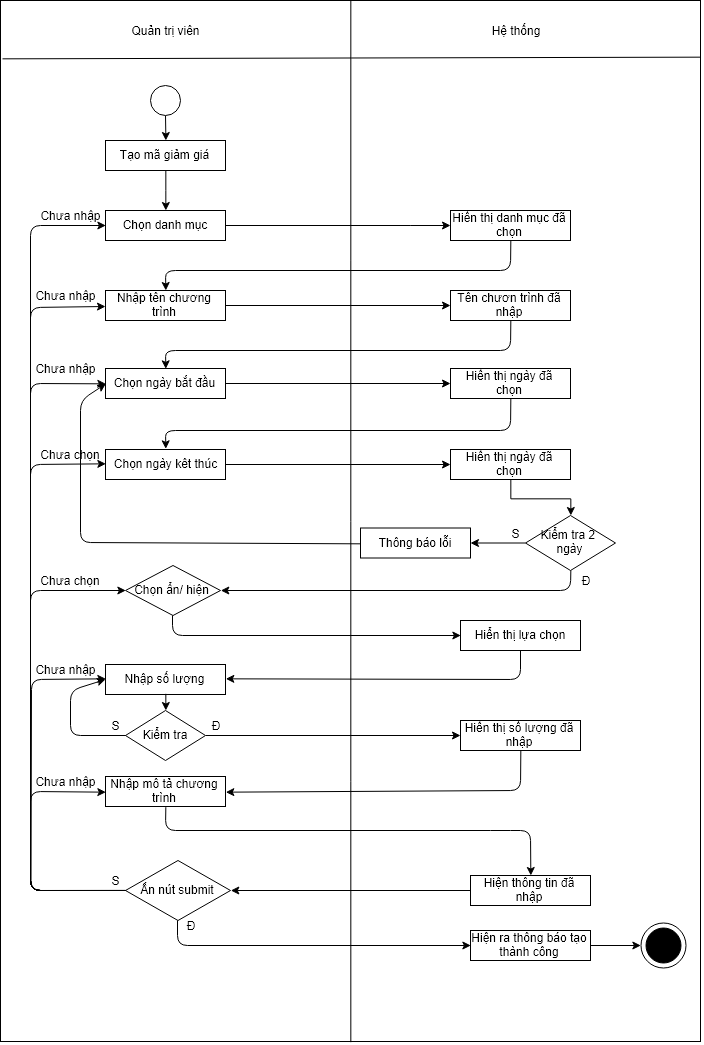 Quản trị viên
Hệ thống
Tạo mã giảm giá
Chưa nhập
Chọn danh mục
Hiên thị danh mục đã
chọn
Chưa nhập
Nhập tên chương
trình
Tên chươn trình đã
nhập
Chưa nhập
Chọn ngày bắt đầu
Hiên thị ngày đã
chọn
Chưa chọn
Chọn ngày kêt thúc
Hiên thị ngày đã
chọn
Thông báo lỗi
S
Kiểm tra 2
ngày
Đ
Chưa chọn
Chọn ẩn/ hiện
Hiển thị lựa chọn
Chưa nhập
Nhập số lượng
S
Kiểm tra
Đ
Hiên thị số lượng đã
nhập
Chưa nhập
Nhập mô tả chương
trình
S
Ấn nút submit
Hiện thông tin đã
nhập
Đ
Hiện ra thông báo tạo
thành công